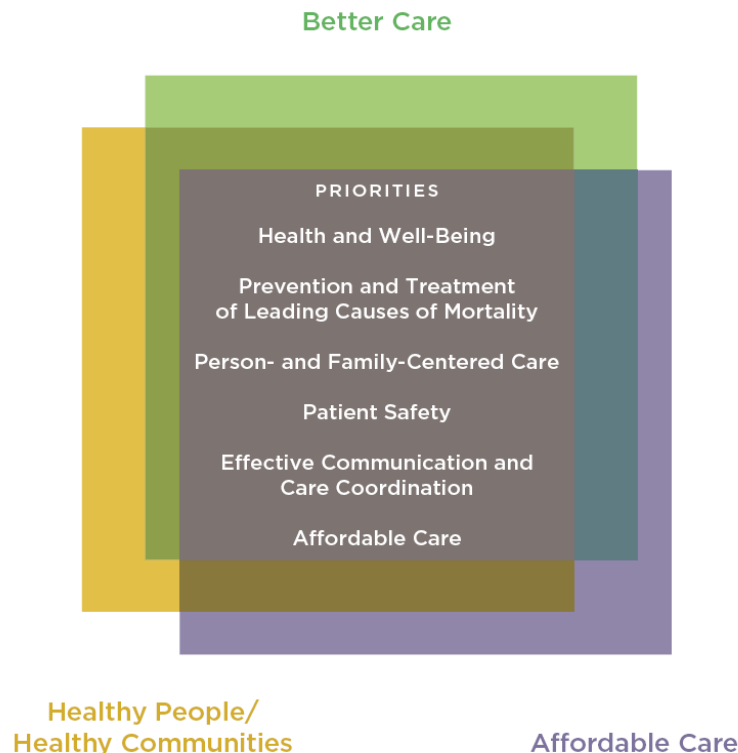 Better Care
PRIORITIES
Health and Well-Being
Prevention and Treatment
of Leading Causes of Mortality
Person- and Family-Centered Care
Patient Safety
Effective Communication and
Care Coordination
Affordable Care
Healthy People/
Healthy Communities
Affordable Care